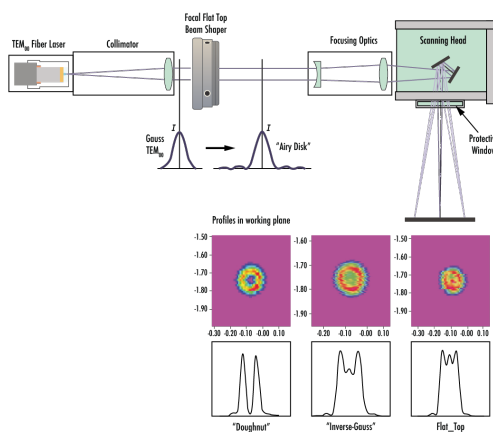 Focal Flat Top
Beam Shaper
TEM₀₀ Fiber Laser
Collimator
Focusing Optics
Scanning Head
I
I
Gauss
TEM₀₀
"Airy Disk"
Protectiv
Window
Profiles in working plane
-1.50
-1.70
-1.80
-1.90
-0.30 -0.20 -0.10 -0.00 0.10
-1.60
-1.70
-1.80
-1.90
-0.30 -0.20 -0.10 -0.00 0.10
-1.50
-1.70
-1.80
-1.90
-0.20 -0.10 -0.00 0.10
"Doughnut"
"Inverse-Gauss"
Flat_Top